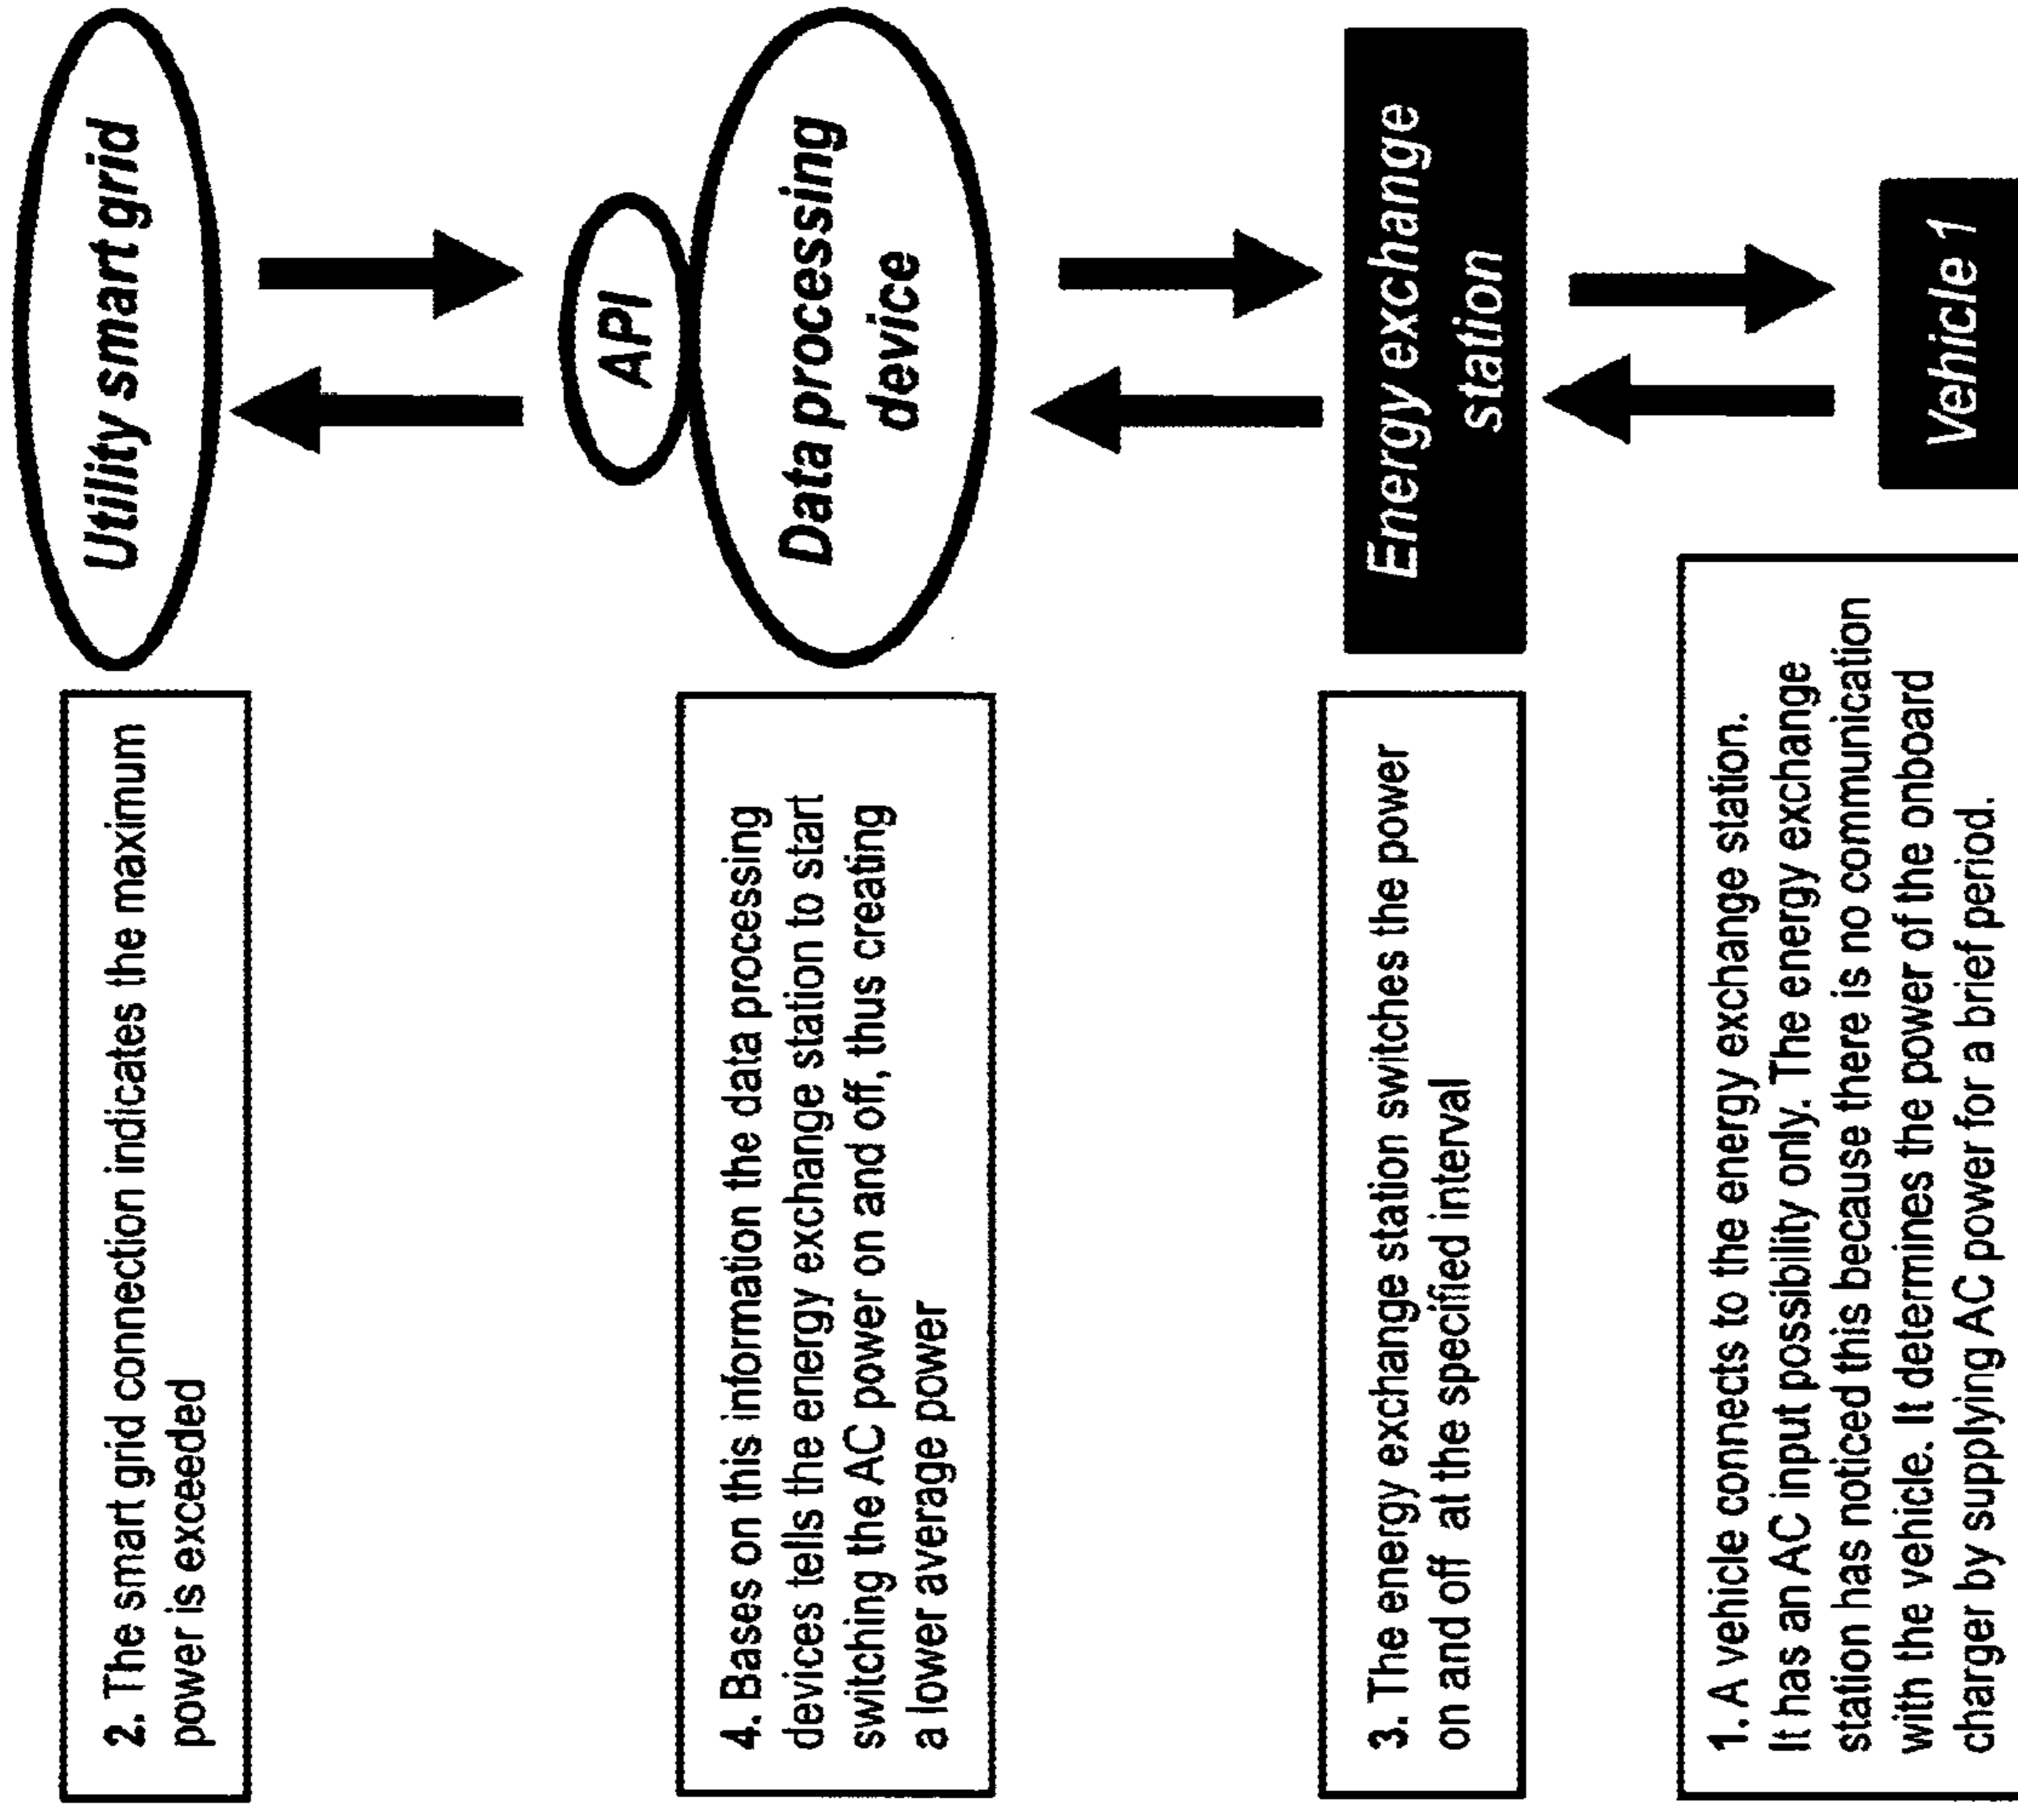 Utility smart grid
API
Data processing
device
Energy exchange
station
Vehicle 1
2. The smart grid connection indicates the maximum
power is exceeded
4. Bases on this information the data processing
devices tells the energy exchange station to start
switching the AC power on and off, thus creating
a lower average power
3. The energy exchange station switches the power
on and off at the specified interval
1. A vehicle connects to the energy exchange station.
It has an AC input possibility only. The energy exchange
station has noticed this because there is no communication
with the vehicle. It determines the power of the onboard
charger by supplying AC power for a brief period.